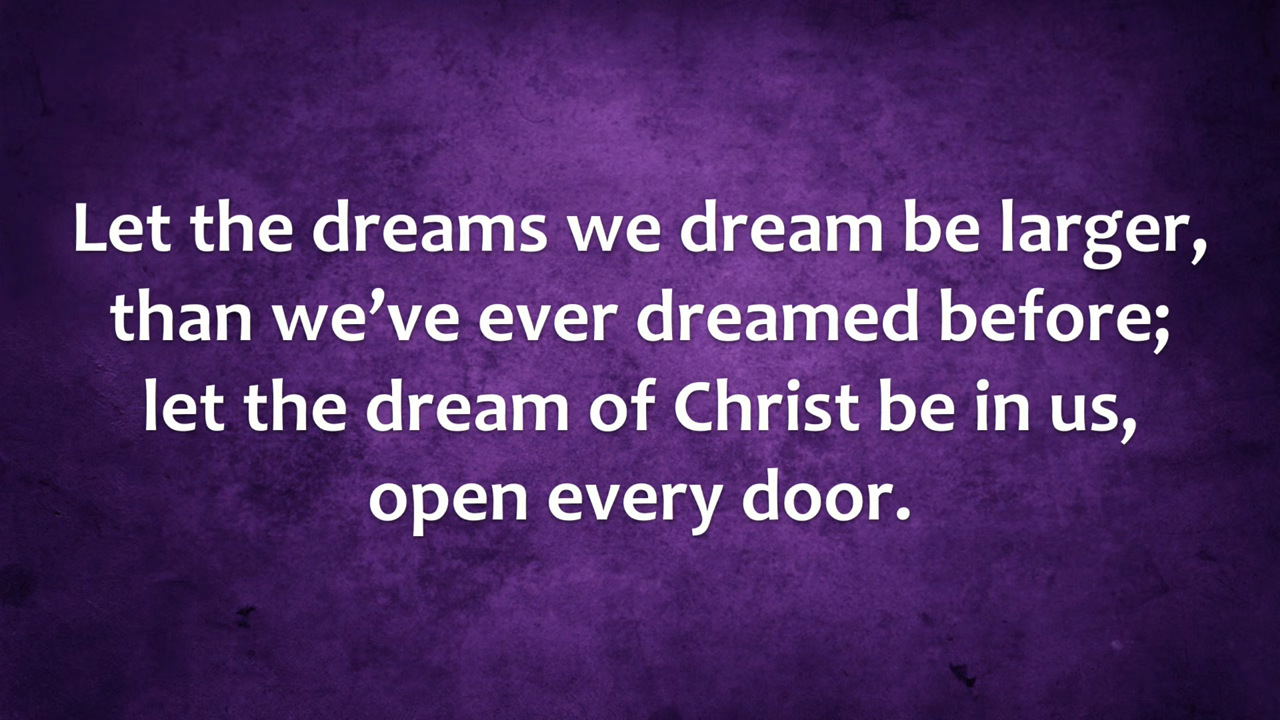 Let the dreams we dream be larger,
than we’ve ever dreamed before;
let the dream of Christ be in us,
open every door.